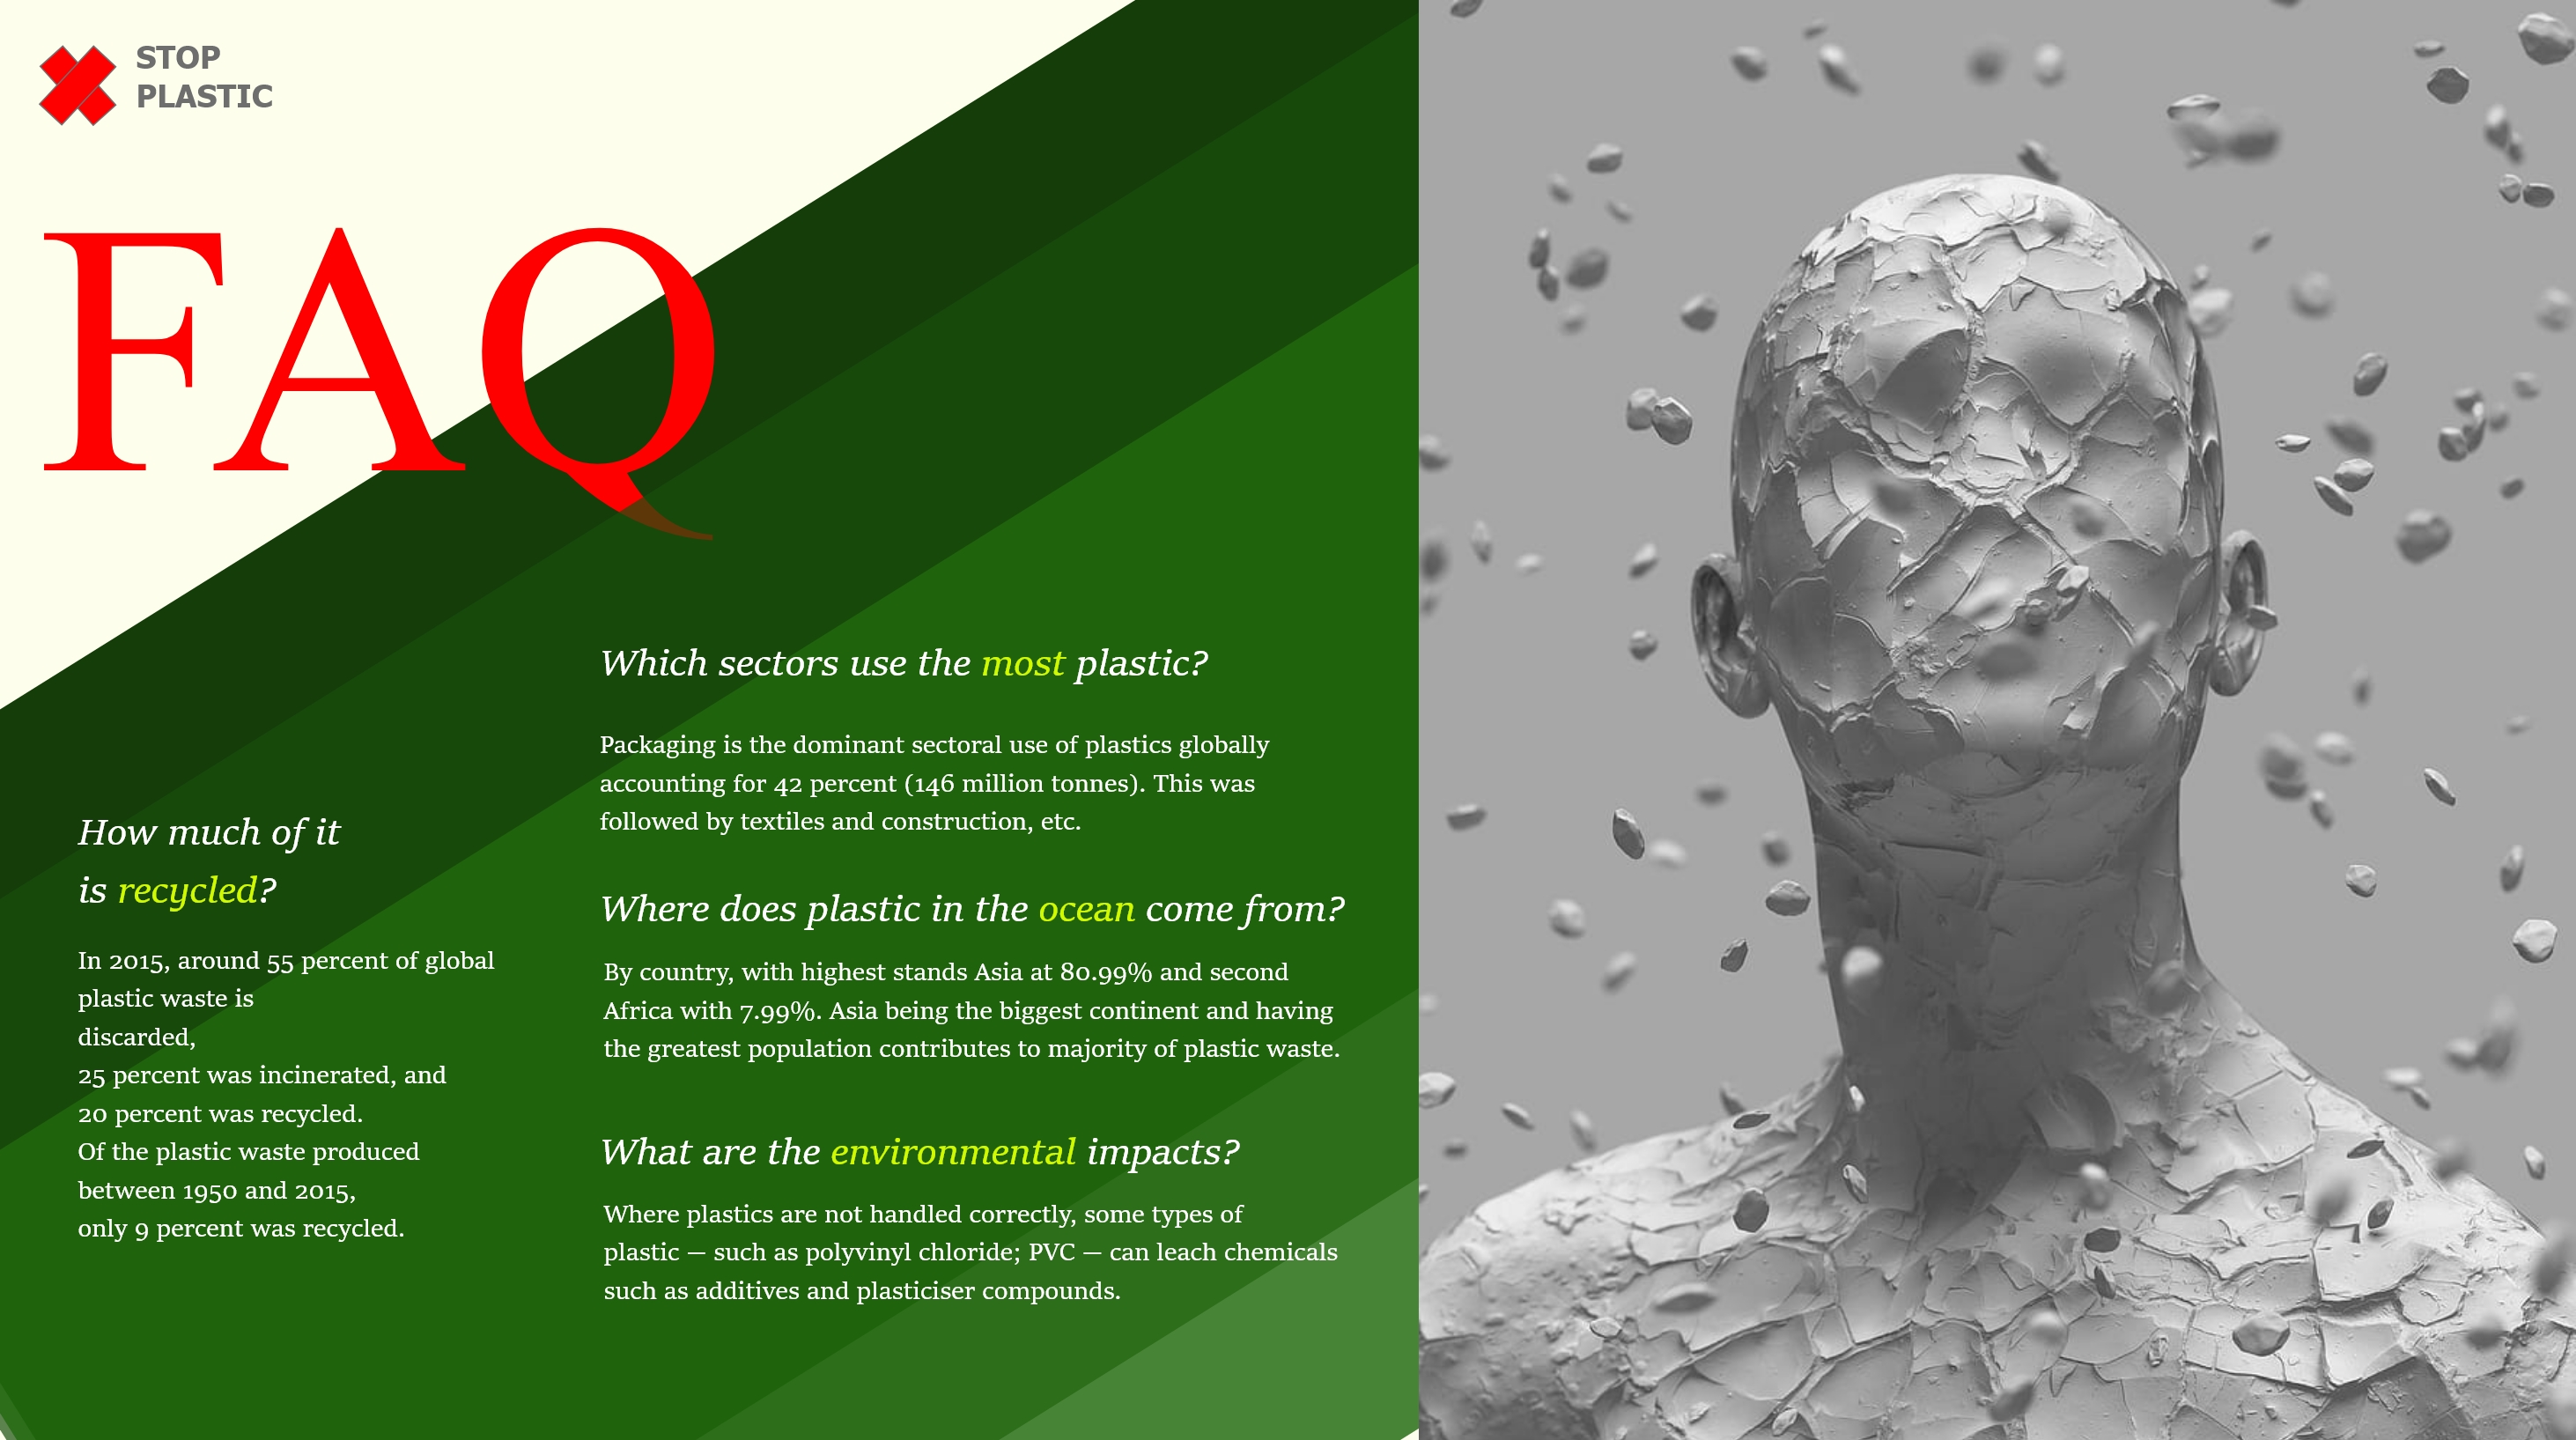 STOP
PLASTIC
FAQ
How much of it
is recycled?
In 2015, around 55 percent of global
plastic waste is
discarded,
25 percent was incinerated, and
20 percent was recycled.
Of the plastic waste produced
between 1950 and 2015,
only 9 percent was recycled.
Which sectors use the most plastic?
Packaging is the dominant sectoral use of plastics globally
accounting for 42 percent (146 million tonnes). This was
followed by textiles and construction, etc.
Where does plastic in the ocean come from?
By country, with highest stands Asia at 80.99% and second
Africa with 7.99%. Asia being the biggest continent and having
the greatest population contributes to majority of plastic waste.
What are the environmental impacts?
Where plastics are not handled correctly, some types of
plastic — such as polyvinyl chloride; PVC — can leach chemicals
such as additives and plasticiser compounds.